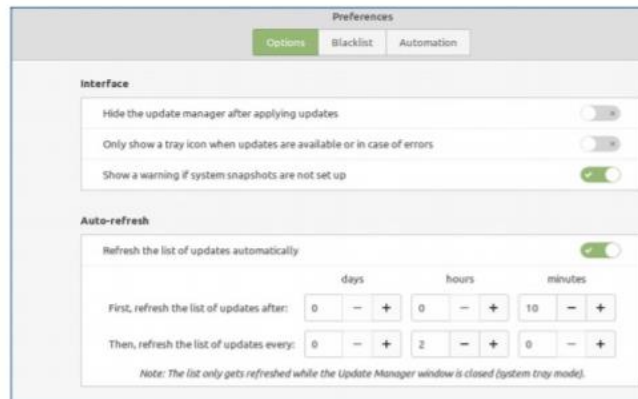 Preferences
Options Blacklist Automation
Interface
Hide the update manager after applying updates
Only show a tray icon when updates are available or in case of errors
Show a warning if system snapshots are not set up
Auto-refresh
Refresh the list of updates automatically
days hours minutes
First, refresh the list of updates after: 0 − + 0 − + 10 − +
Then, refresh the list of updates every: 0 − + 2 − + 0 − +
Note: The list only gets refreshed while the Update Manager window is closed (system tray mode).